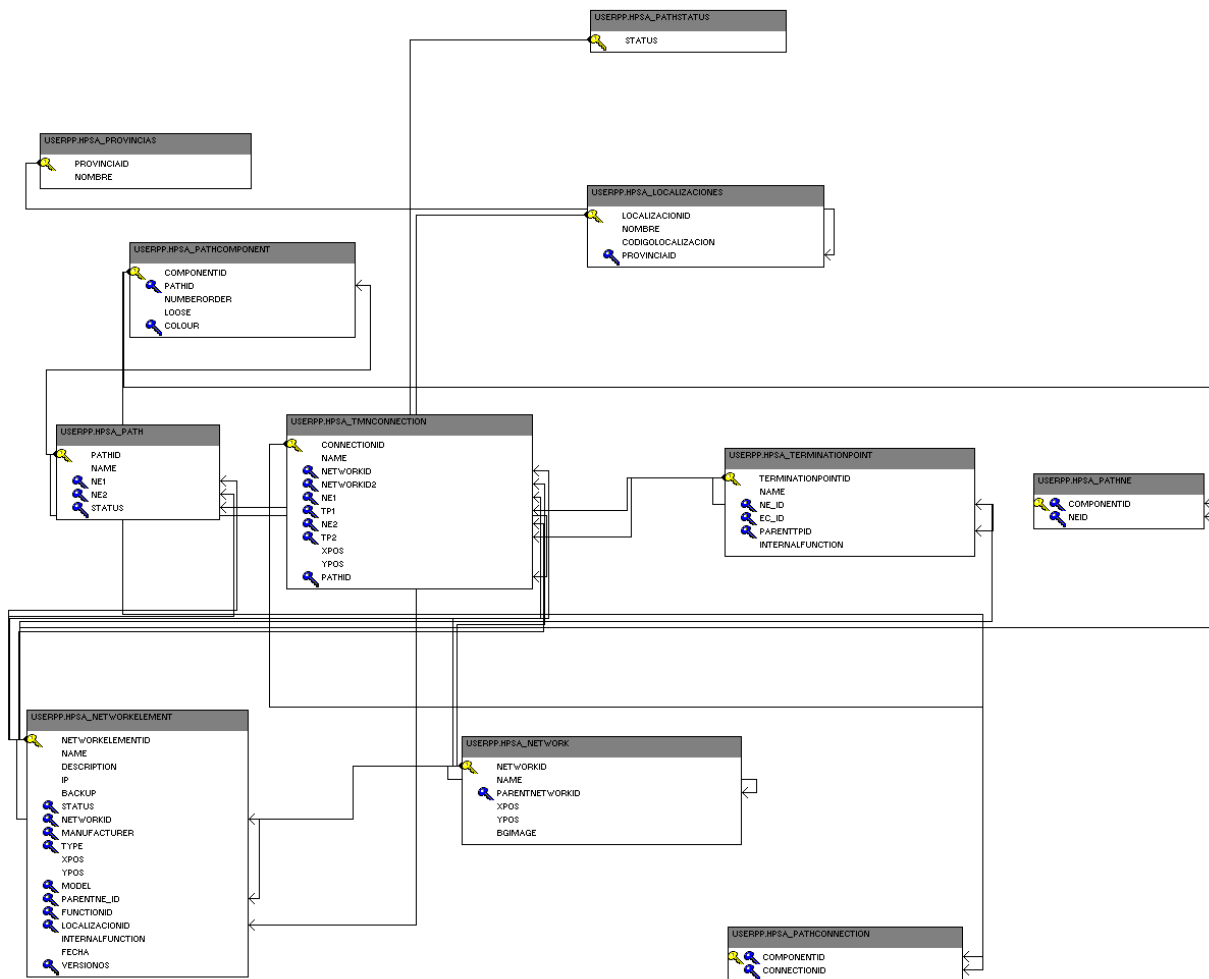 USERPP.HPSA_PATHSTATUS
STATUS
USERPP.HPSA_PROVINCIAS
PROVINCIAID
NOMBRE
USERPP.HPSA_LOCALIZACIONES
LOCALIZACIONID
NOMBRE
CODIGOLOCALIZACION
PROVINCIAID
USERPP.HPSA_PATHCOMPONENT
COMPONENTID
PATHID
NUMBERORDER
LOOSE
COLOUR
USERPP.HPSA_PATH
PATHID
NAME
NE1
NE2
STATUS
USERPP.HPSA_TMNCONNECTION
CONNECTIONID
NAME
NETWORKID
NETWORKID2
NE1
TP1
NE2
TP2
XPOS
YPOS
PATHID
USERPP.HPSA_TERMINATIONPOINT
TERMINATIONPOINTID
NAME
NE_ID
EC_ID
PARENTTPID
INTERNALFUNCTION
USERPP.HPSA_PATHNE
COMPONENTID
NEID
USERPP.HPSA_NETWORKELEMENT
NETWORKELEMENTID
NAME
DESCRIPTION
IP
BACKUP
STATUS
NETWORKID
MANUFACTURER
TYPE
XPOS
YPOS
MODEL
PARENTNE_ID
FUNCTIONID
LOCALIZACIONID
INTERNALFUNCTION
FECHA
VERSIONOS
USERPP.HPSA_NETWORK
NETWORKID
NAME
PARENTNETWORKID
XPOS
YPOS
BGIMAGE
USERPP.HPSA_PATHCONNECTION
COMPONENTID
CONNECTIONID